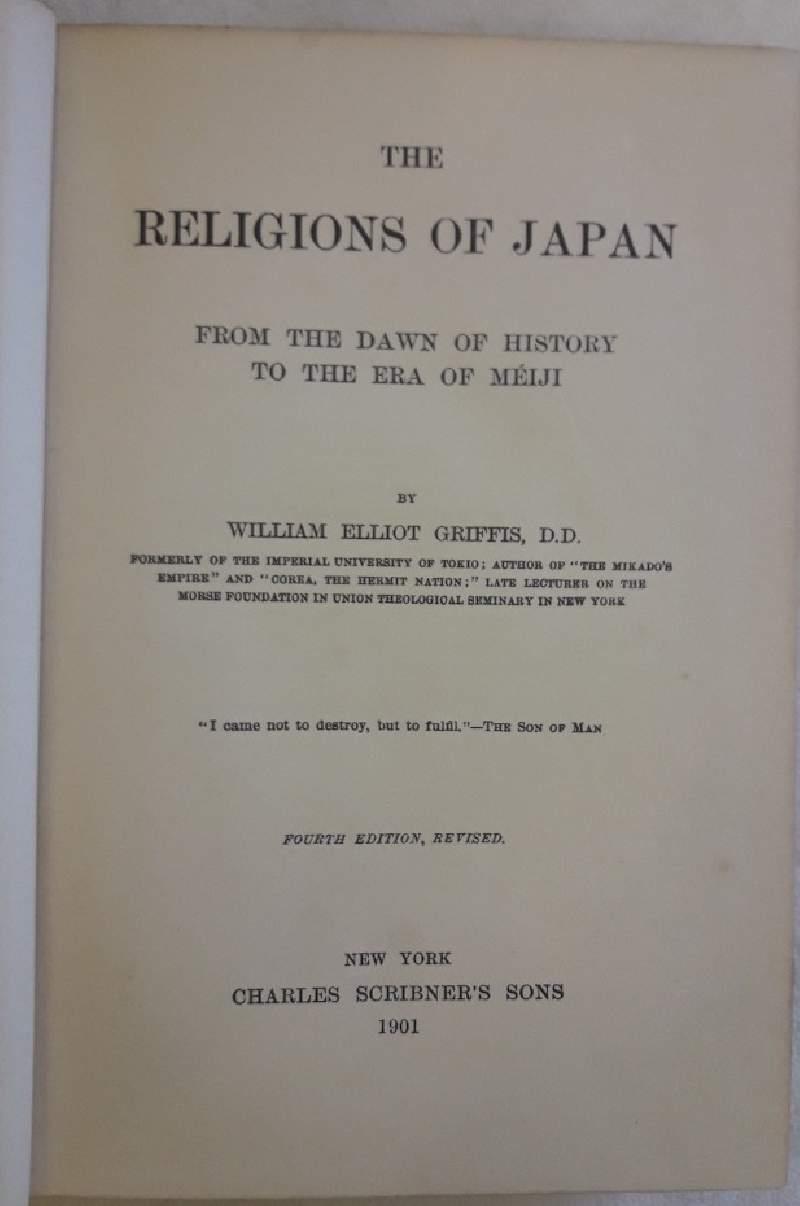 THE
RELIGIONS OF JAPAN
FROM THE DAWN OF HISTORY
TO THE ERA OF MÉIJI
BY
WILLIAM ELLIOT GRIFFIS, D.D.
FORMERLY OF THE IMPERIAL UNIVERSITY OF TOKIO; AUTHOR OF "THE MIKADO'S
EMPIRE" AND "COREA, THE HERMIT NATION;" LATE LECTURER ON THE
MORSE FOUNDATION IN UNION THEOLOGICAL SEMINARY IN NEW YORK
"I came not to destroy, but to fulfil."—THE SON OF MAN
FOURTH EDITION, REVISED.
NEW YORK
CHARLES SCRIBNER'S SONS
1901